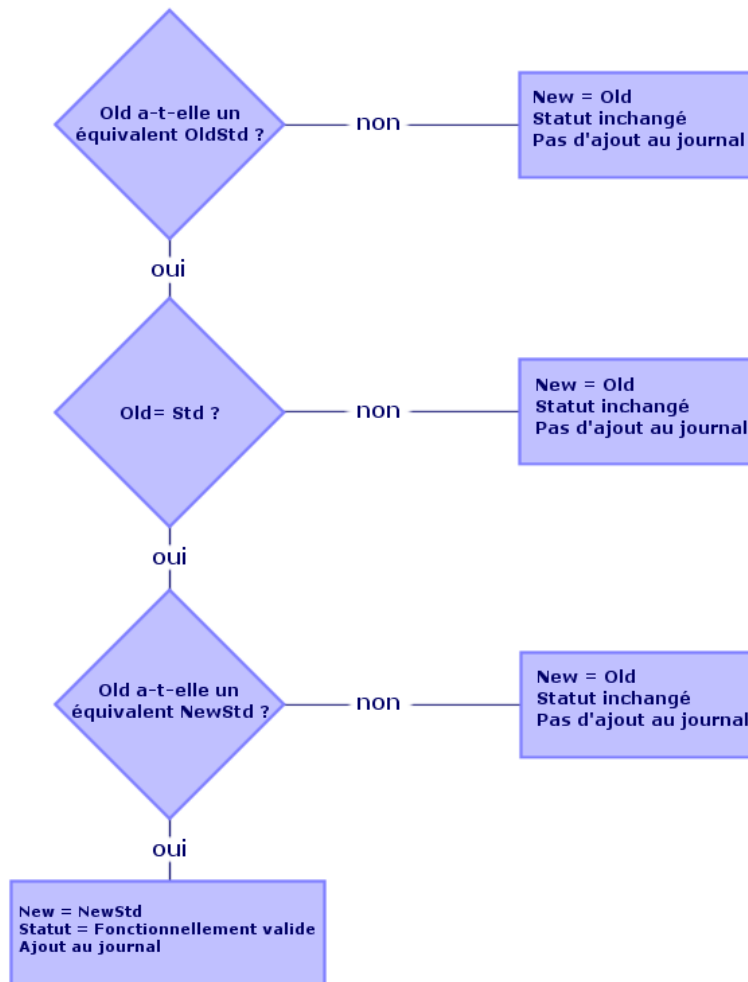 Old a-t-elle un
équivalent OldStd ?
non
New = Old
Statut inchangé
Pas d'ajout au journal
oui
Old= Std ?
non
New = Old
Statut inchangé
Pas d'ajout au journal
oui
Old a-t-elle un
équivalent NewStd ?
non
New = Old
Statut inchangé
Pas d'ajout au journal
oui
New = NewStd
Statut = Fonctionnellement valide
Ajout au journal